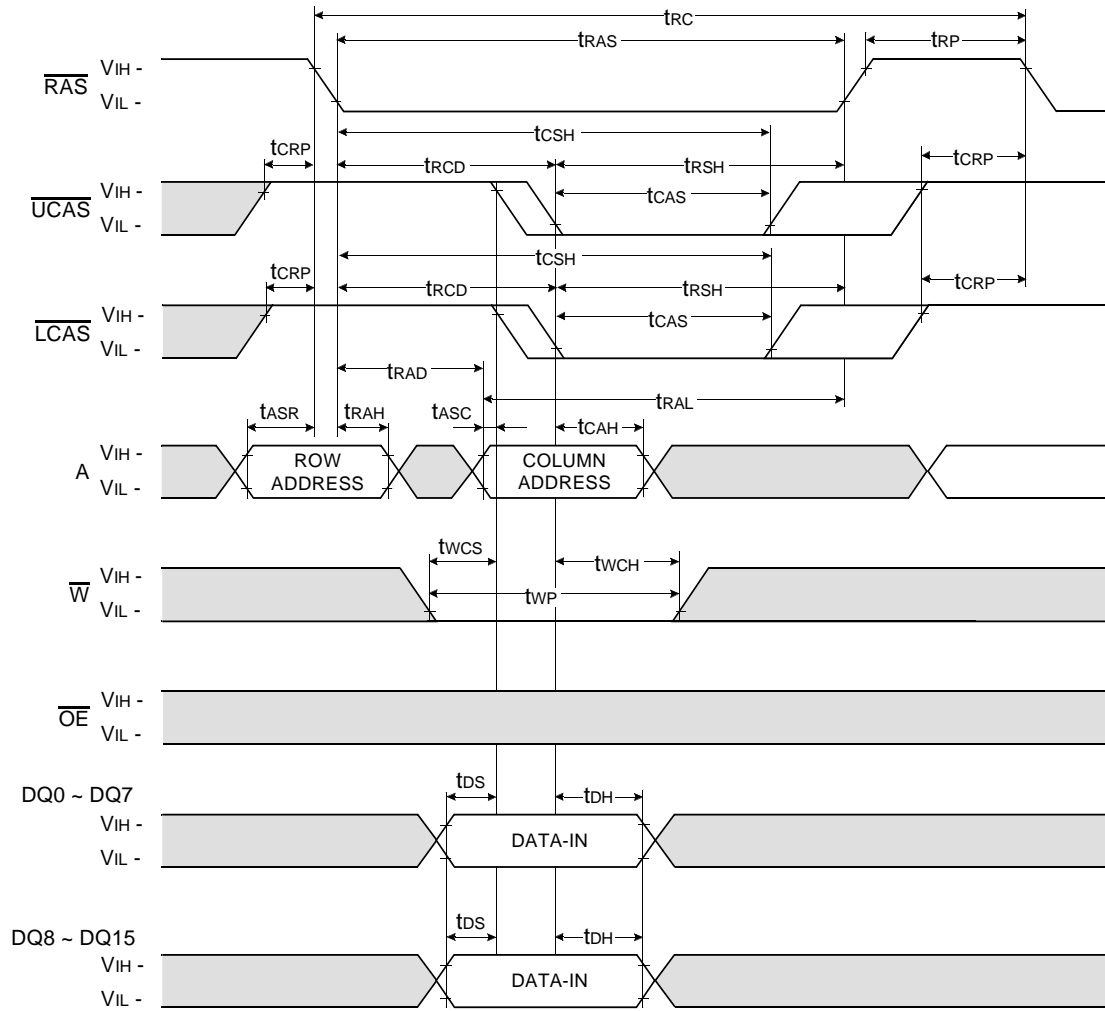 tRC
tRAS
tRP
RAS
VIH -
VIL -
tCSH
tCRP
tRCD
tRSH
tCRP
UCAS
VIH -
VIL -
tCAS
tCSH
tCRP
tRCD
tRSH
tCRP
LCAS
VIH -
VIL -
tCAS
tRAD
tRAL
tASR
tRAH
tASC
tCAH
A
VIH -
VIL -
ROW
ADDRESS
COLUMN
ADDRESS
tWCS
tWCH
W
VIH -
VIL -
tWP
OE
VIH -
VIL -
DQ0 ~ DQ7
tDS
tDH
VIH -
VIL -
DATA-IN
DQ8 ~ DQ15
tDS
tDH
VIH -
VIL -
DATA-IN